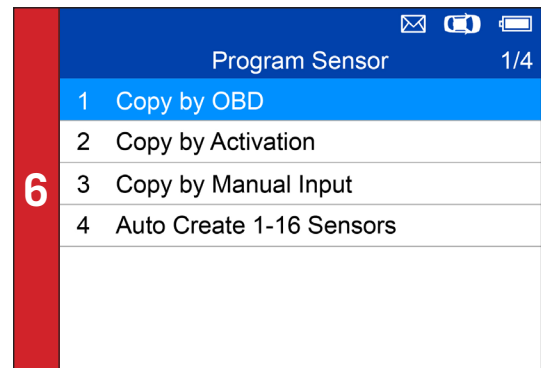 Program Sensor 1/4
1 Copy by OBD
2 Copy by Activation
6
3 Copy by Manual Input
4 Auto Create 1-16 Sensors